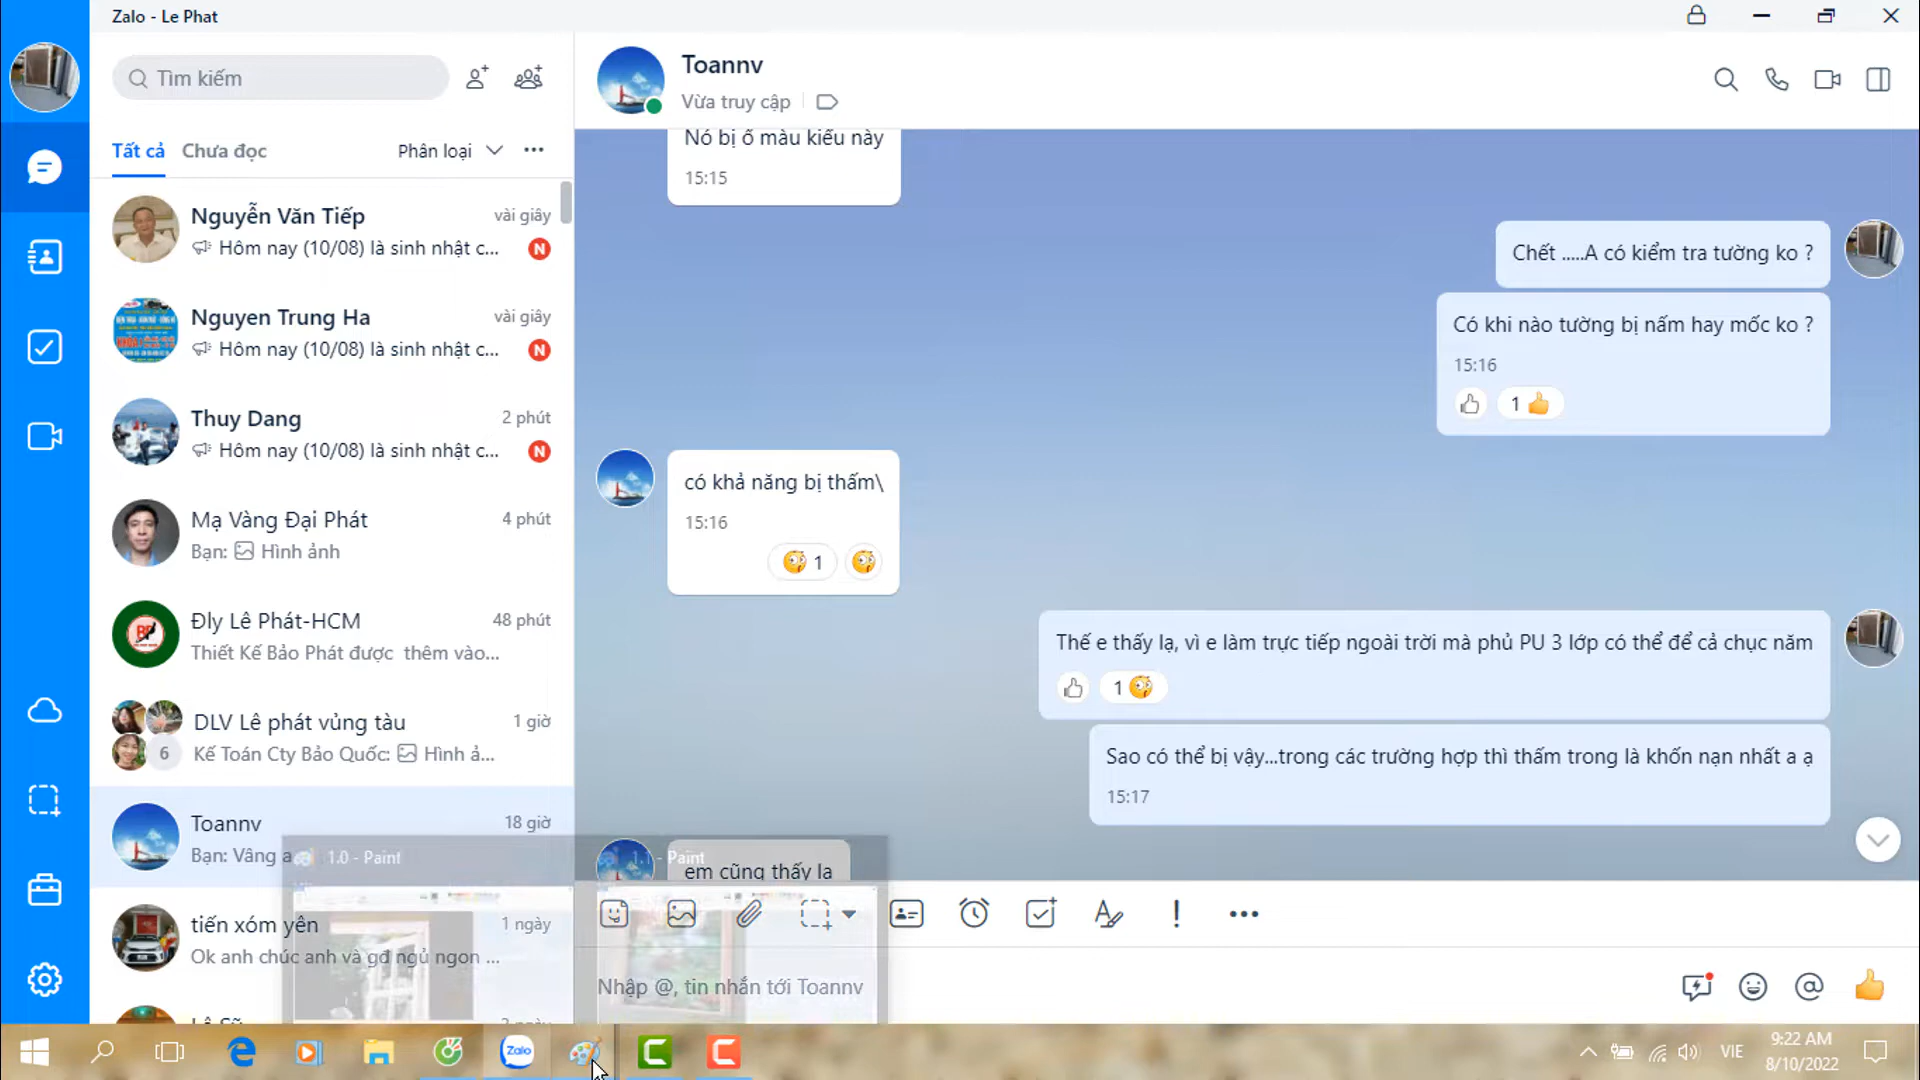 Zalo - Le Phat
Tìm kiếm
Tất cả
Chưa đọc
Phân loại
Nguyễn Văn Tiếp
vài giây
Hôm nay (10/08) là sinh nhật c...
N
Nguyen Trung Ha
vài giây
Hôm nay (10/08) là sinh nhật c...
N
Thuy Dang
2 phút
Hôm nay (10/08) là sinh nhật c...
N
Mạ Vàng Đại Phát
4 phút
Bạn: Hình ảnh
Đly Lê Phát-HCM
48 phút
Thiết Kế Bảo Phát được thêm vào...
DLV Lê phát vủng tàu
1 giờ
6
Kế Toán Cty Bảo Quốc: Hình ả...
Toannv
18 giờ
Bạn: Vâng a
1.0 - Paint
1.1 - Paint
tiến xóm yên
1 ngày
Ok anh chúc anh và gđ ngủ ngon ...
Toannv
Vừa truy cập
Nó bị ố màu kiểu này
15:15
Chết .....A có kiểm tra tường ko ?
Có khi nào tường bị nấm hay mốc ko ?
15:16
1
có khả năng bị thấm\
15:16
1
Thế e thấy lạ, vì e làm trực tiếp ngoài trời mà phủ PU 3 lớp có thể để cả chục năm
1
Sao có thể bị vậy...trong các trường hợp thì thấm trong là khốn nạn nhất a ạ
15:17
em cũng thấy lạ
Nhập @, tin nhắn tới Toannv
Zalo
VIE
9:22 AM
8/10/2022